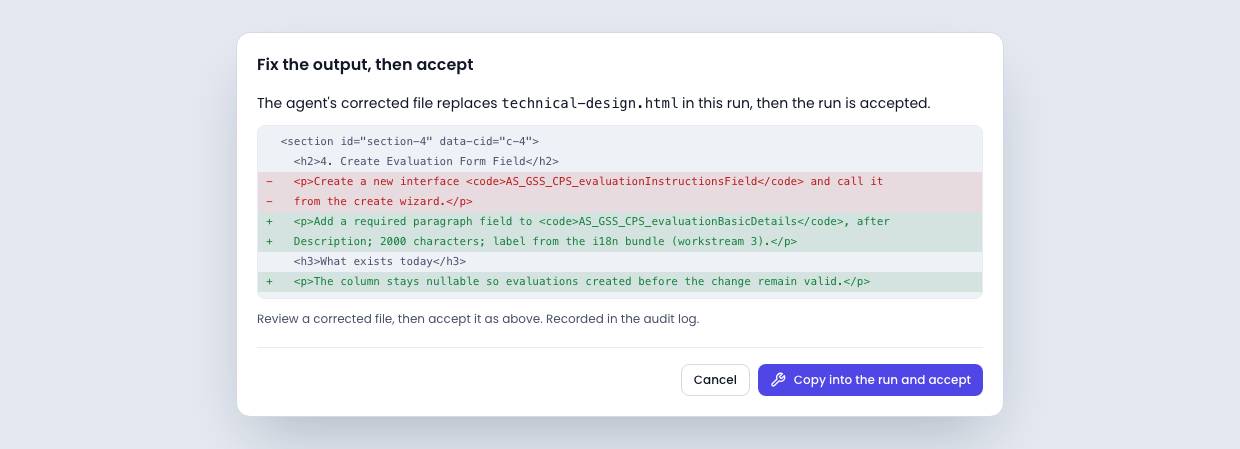 Fix the output, then accept
The agent's corrected file replaces technical-design.html in this run, then the run is accepted.
<section id="section-4" data-cid="c-4">
<h2>4. Create Evaluation Form Field</h2>
− <p>Create a new interface <code>AS_GSS_CPS_evaluationInstructionsField</code> and call it
− from the create wizard.</p>
+ <p>Add a required paragraph field to <code>AS_GSS_CPS_evaluationBasicDetails</code>, after
+ Description; 2000 characters; label from the i18n bundle (workstream 3).</p>
<h3>What exists today</h3>
+ <p>The column stays nullable so evaluations created before the change remain valid.</p>
Review a corrected file, then accept it as above. Recorded in the audit log.
Cancel
Copy into the run and accept